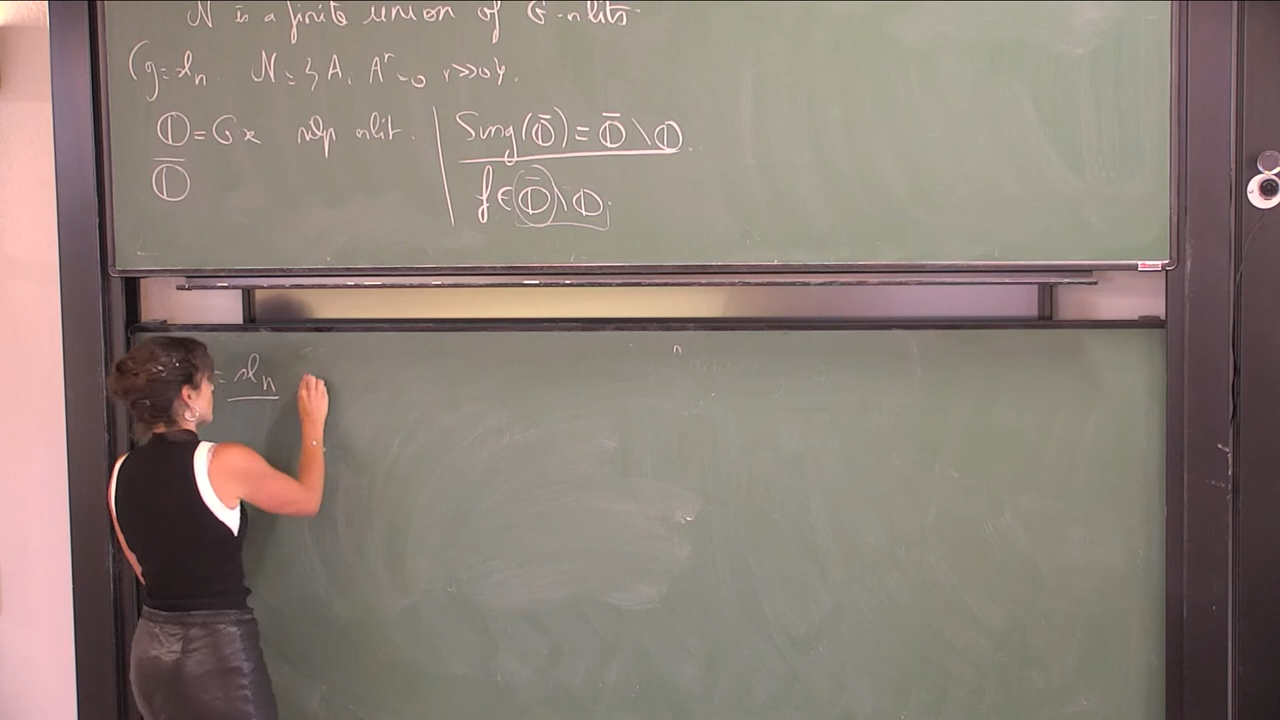 N is a finite union of G-orbits
(g = sl_n N = { A, A^r = 0 r >> 0 }.
𝕆 = Gx nilp orbit. | Sing(𝕆̄) = 𝕆̄ \ 𝕆
𝕆̄ | f ∈ 𝕆̄ \ 𝕆
= sl_n
n